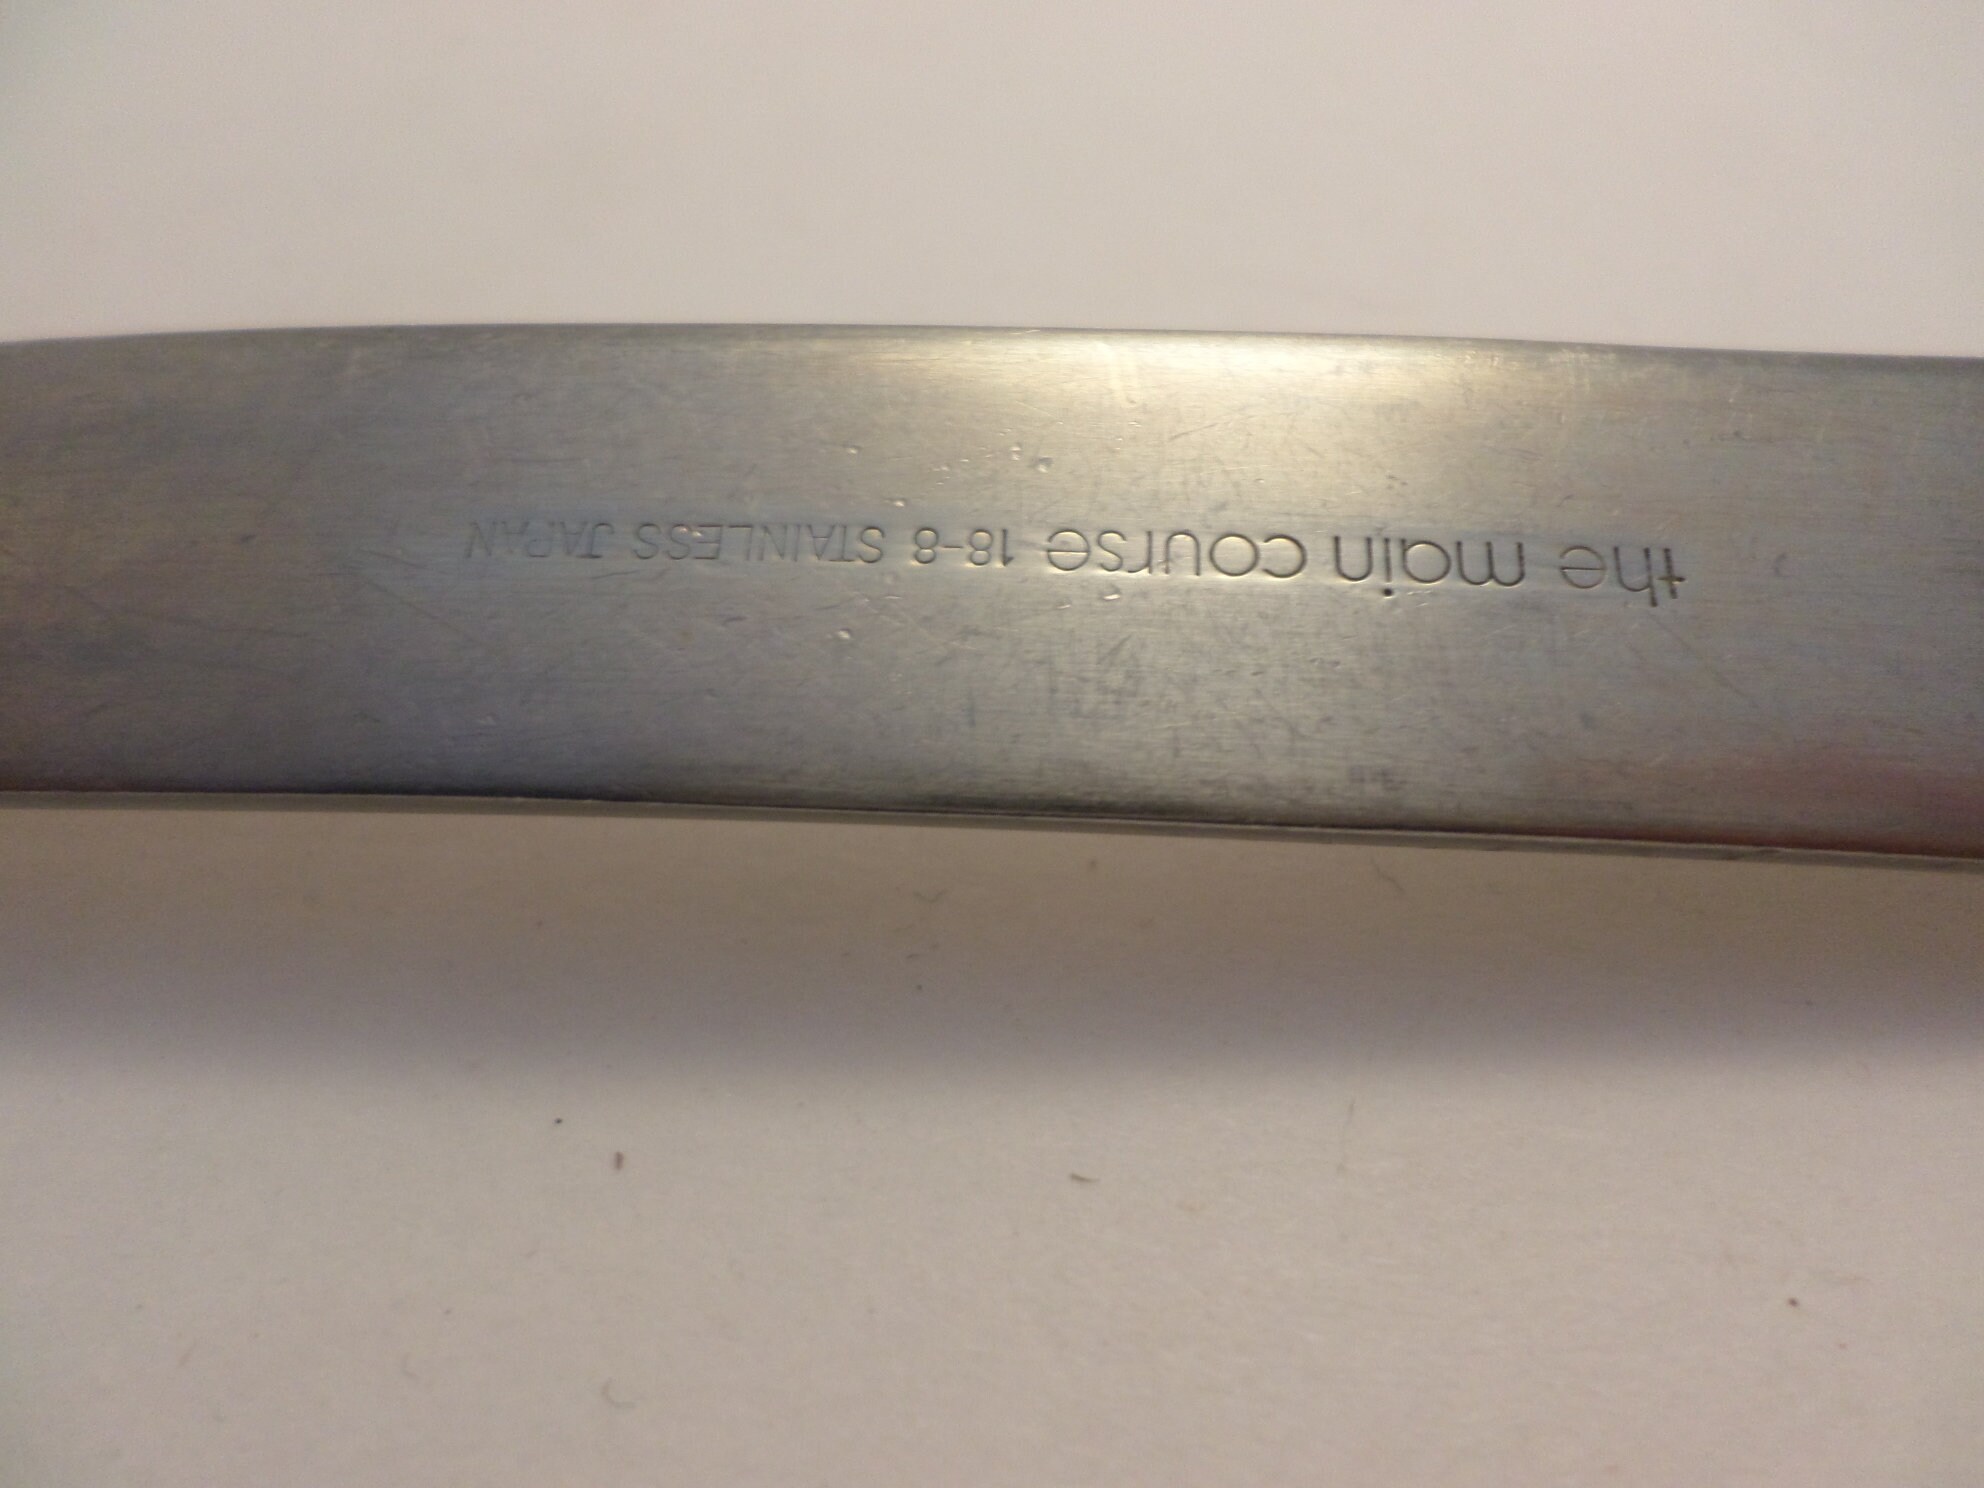 the main course 18-8 STAINLESS JAPAN